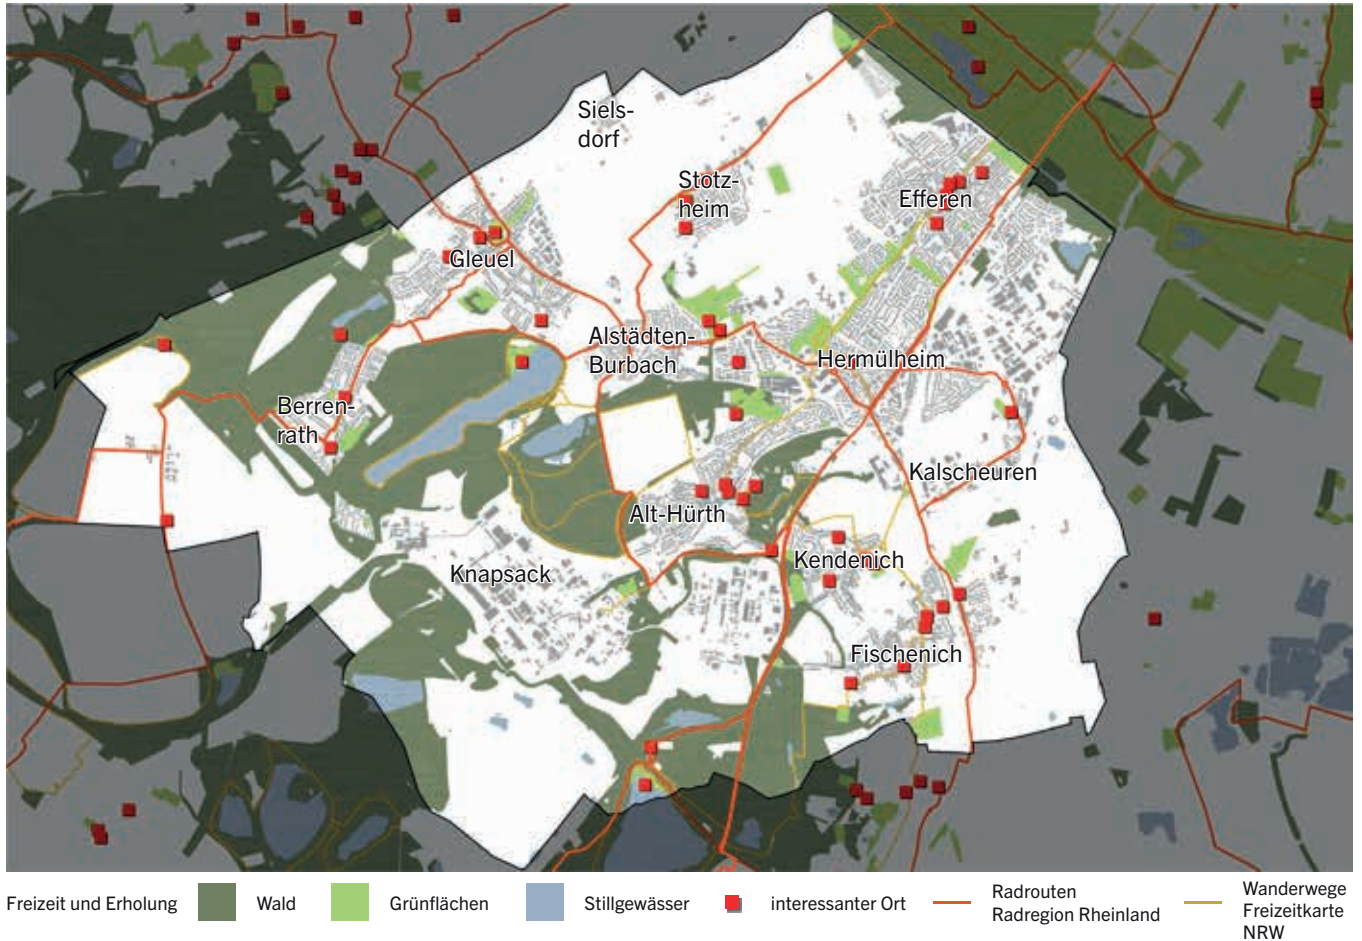 Siels-
dorf
Stotz-
heim
Efferen
Gleuel
Alstädten-
Burbach
Hermülheim
Berren-
rath
Kalscheuren
Alt-Hürth
Kendenich
Knapsack
Fischenich
Freizeit und Erholung
Wald
Grünflächen
Stillgewässer
interessanter Ort
Radrouten
Radregion Rheinland
Wanderwege
Freizeitkarte
NRW